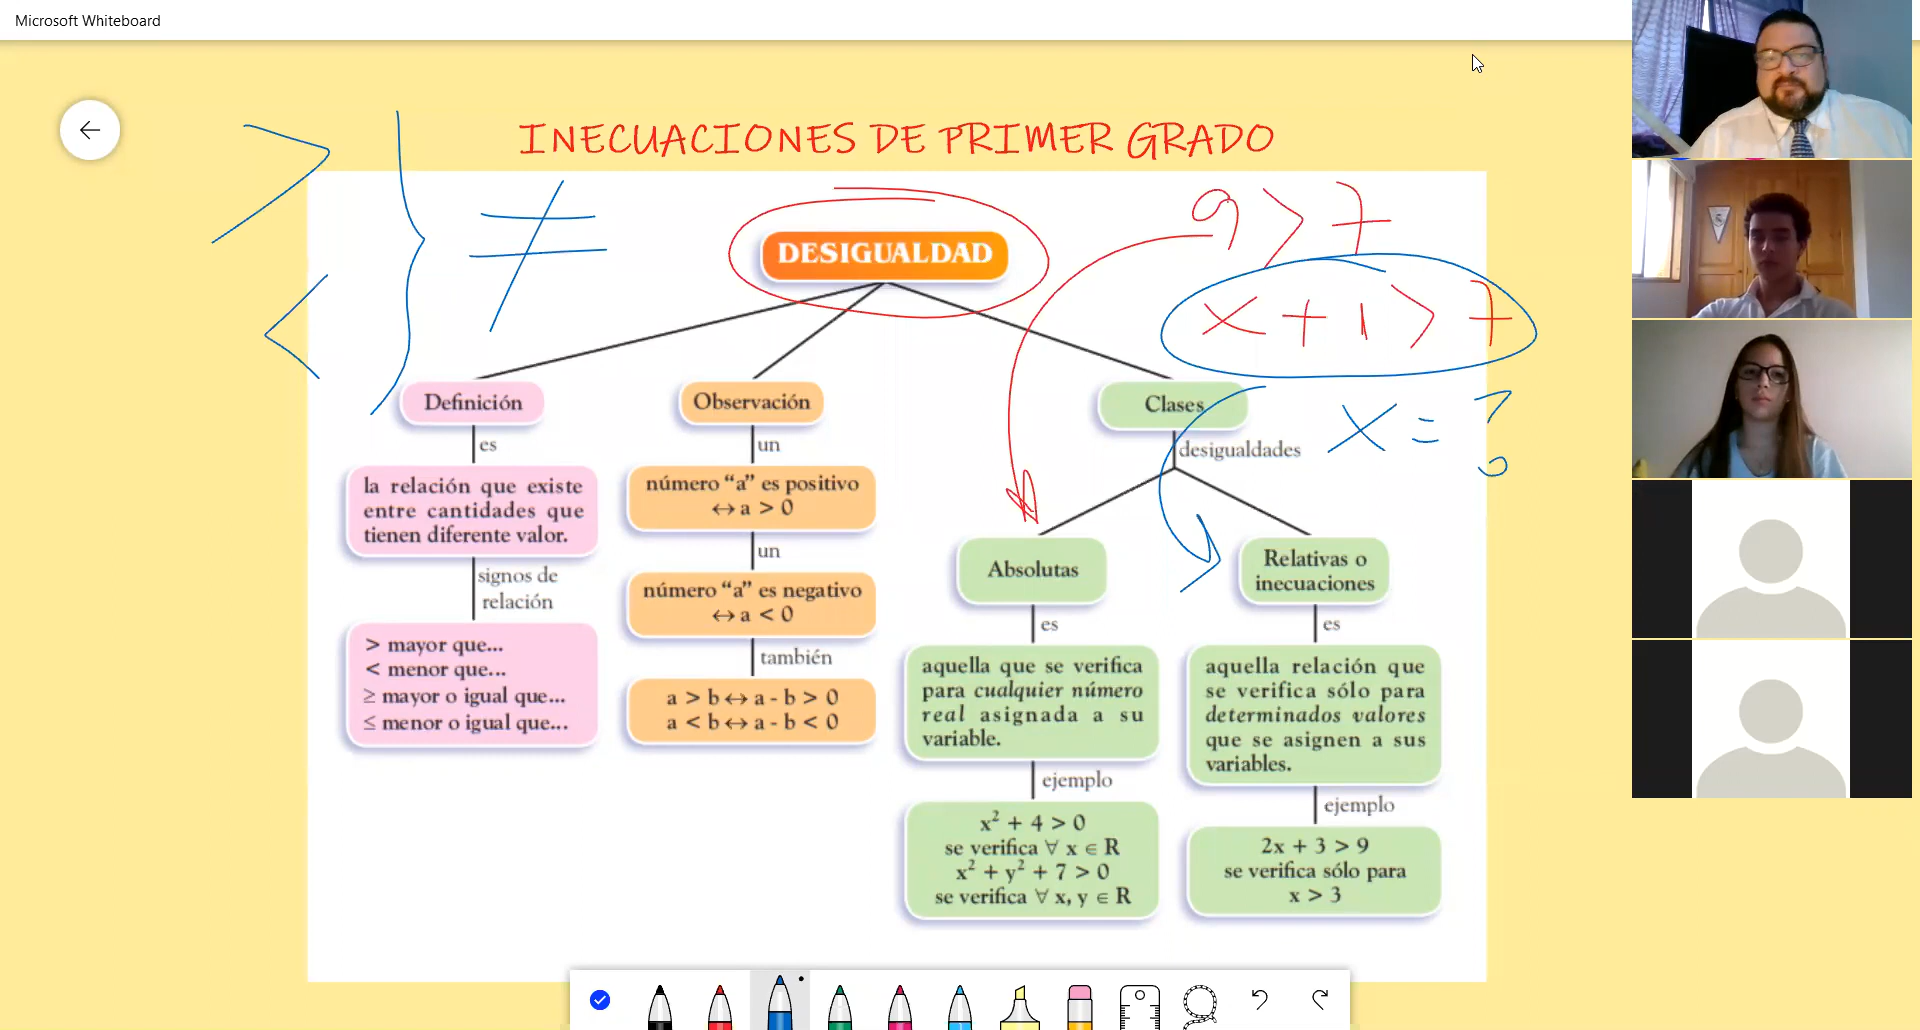 Microsoft Whiteboard
INECUACIONES DE PRIMER GRADO
>
<
≠
9 > 7
x + 1 > 7
x = ?
DESIGUALDAD
Definición
es
la relación que existe
entre cantidades que
tienen diferente valor.
signos de
relación
> mayor que...
< menor que...
≥ mayor o igual que...
≤ menor o igual que...
Observación
un
número “a” es positivo
↔ a > 0
un
número “a” es negativo
↔ a < 0
también
a > b ↔ a - b > 0
a < b ↔ a - b < 0
Clases
desigualdades
Absolutas
es
aquella que se verifica
para cualquier número
real asignada a su
variable.
ejemplo
x² + 4 > 0
se verifica ∀ x ∈ R
x² + y² + 7 > 0
se verifica ∀ x, y ∈ R
Relativas o
inecuaciones
es
aquella relación que
se verifica sólo para
determinados valores
que se asignen a sus
variables.
ejemplo
2x + 3 > 9
se verifica sólo para
x > 3